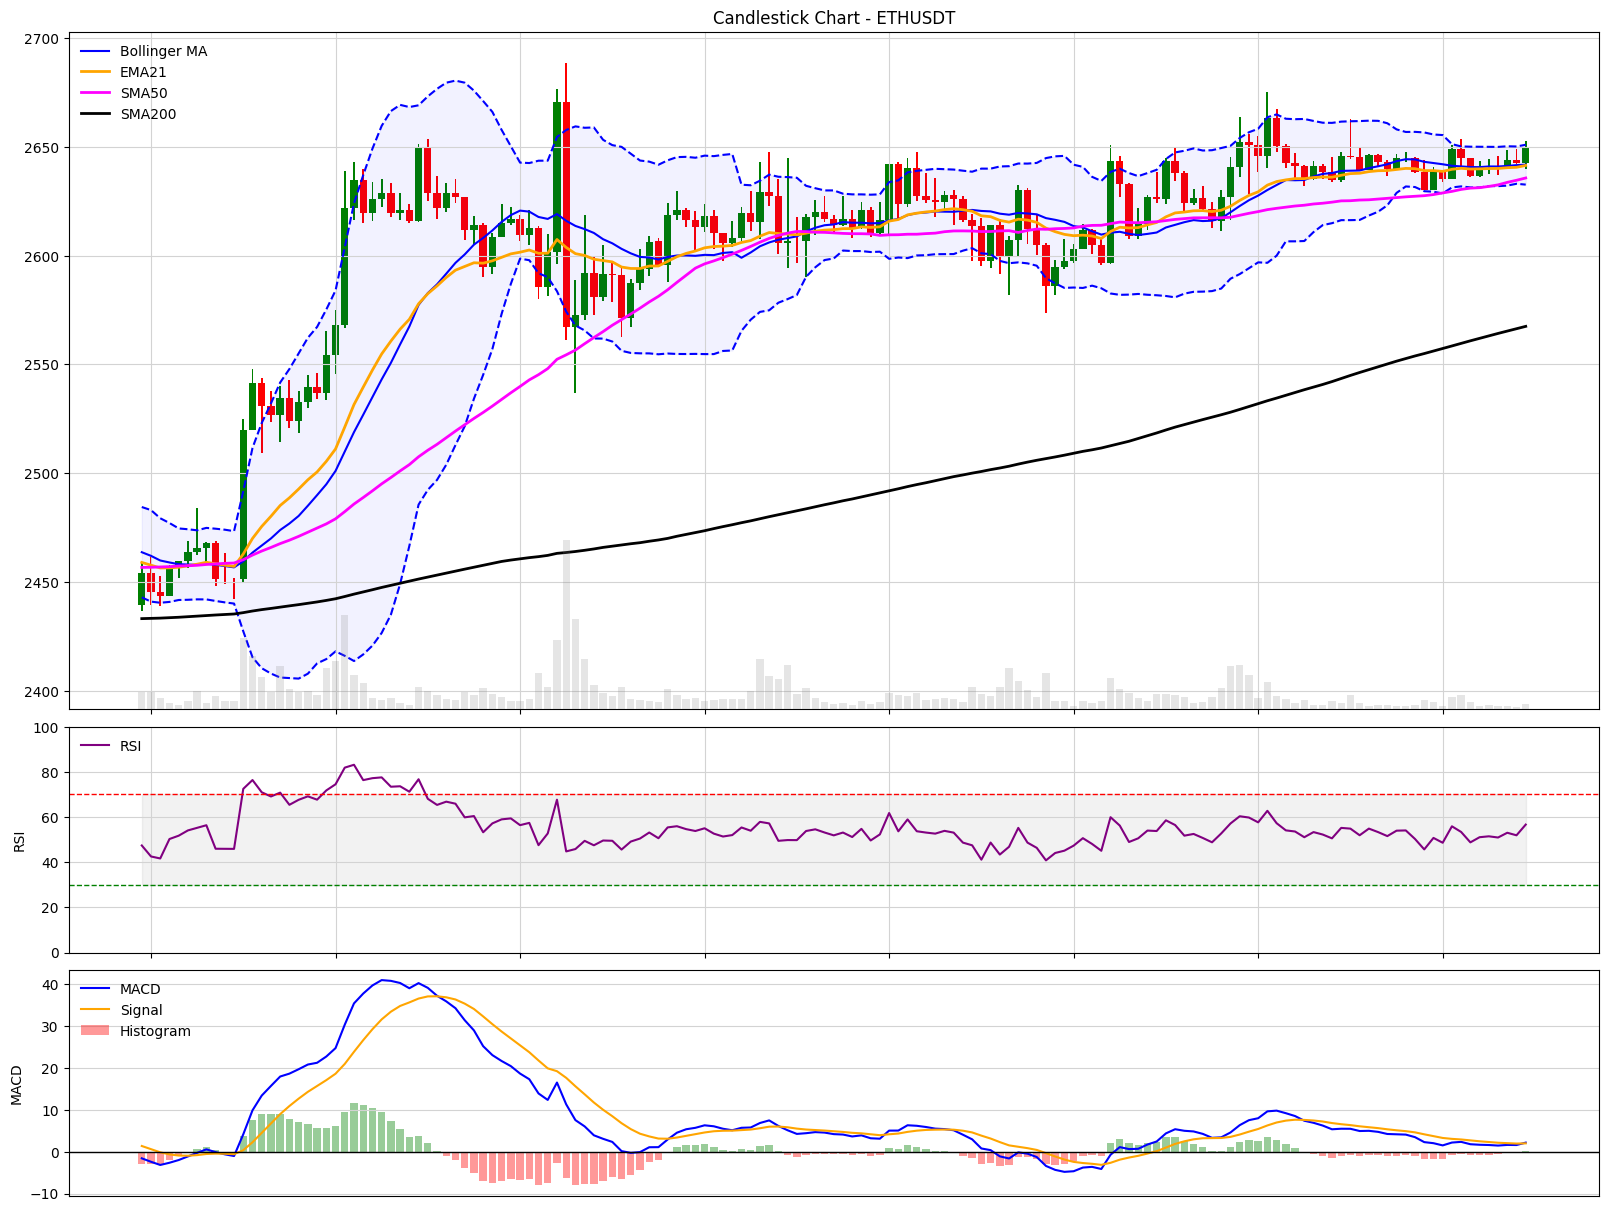 Candlestick Chart - ETHUSDT
Bollinger MA
EMA21
SMA50
SMA200
2700
2650
2600
2550
2500
2450
2400
RSI
RSI
100
80
60
40
20
0
MACD
Signal
Histogram
MACD
40
30
20
10
0
−10